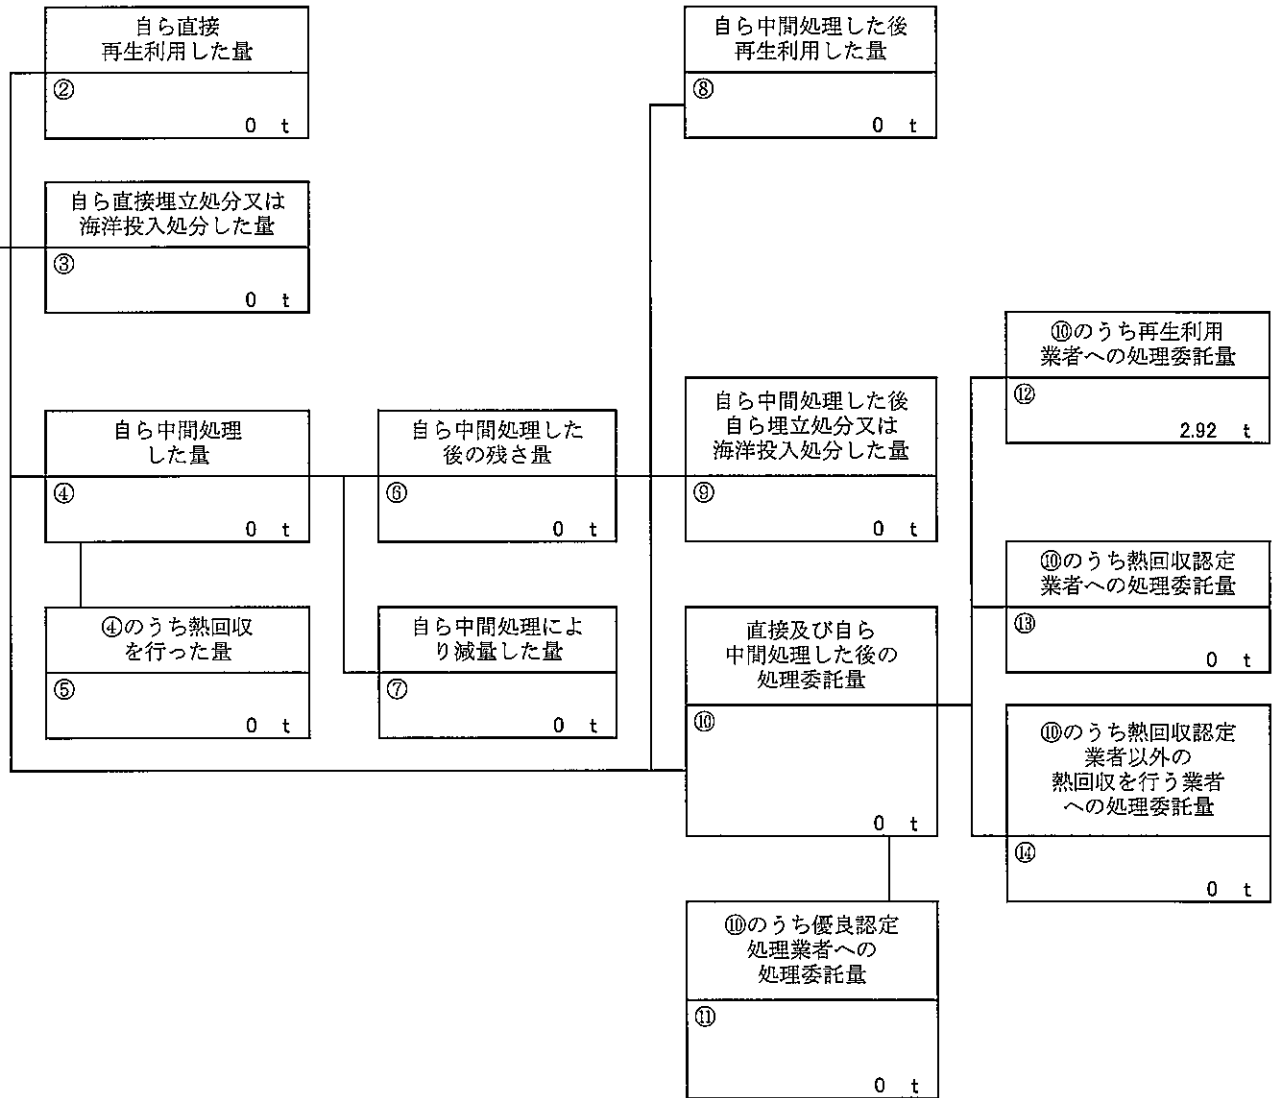 自ら直接
再生利用した量
②
0 t
自ら直接埋立処分又は
海洋投入処分した量
③
0 t
自ら中間処理
した量
④
0 t
④のうち熱回収
を行った量
⑤
0 t
自ら中間処理した
後の残さ量
⑥
0 t
自ら中間処理によ
り減量した量
⑦
0 t
自ら中間処理した後
再生利用した量
⑧
0 t
自ら中間処理した後
自ら埋立処分又は
海洋投入処分した量
⑨
0 t
直接及び自ら
中間処理した後の
処理委託量
⑩
0 t
⑩のうち優良認定
処理業者への
処理委託量
⑪
0 t
⑩のうち再生利用
業者への処理委託量
⑫
2.92 t
⑩のうち熱回収認定
業者への処理委託量
⑬
0 t
⑩のうち熱回収認定
業者以外の
熱回収を行う業者
への処理委託量
⑭
0 t